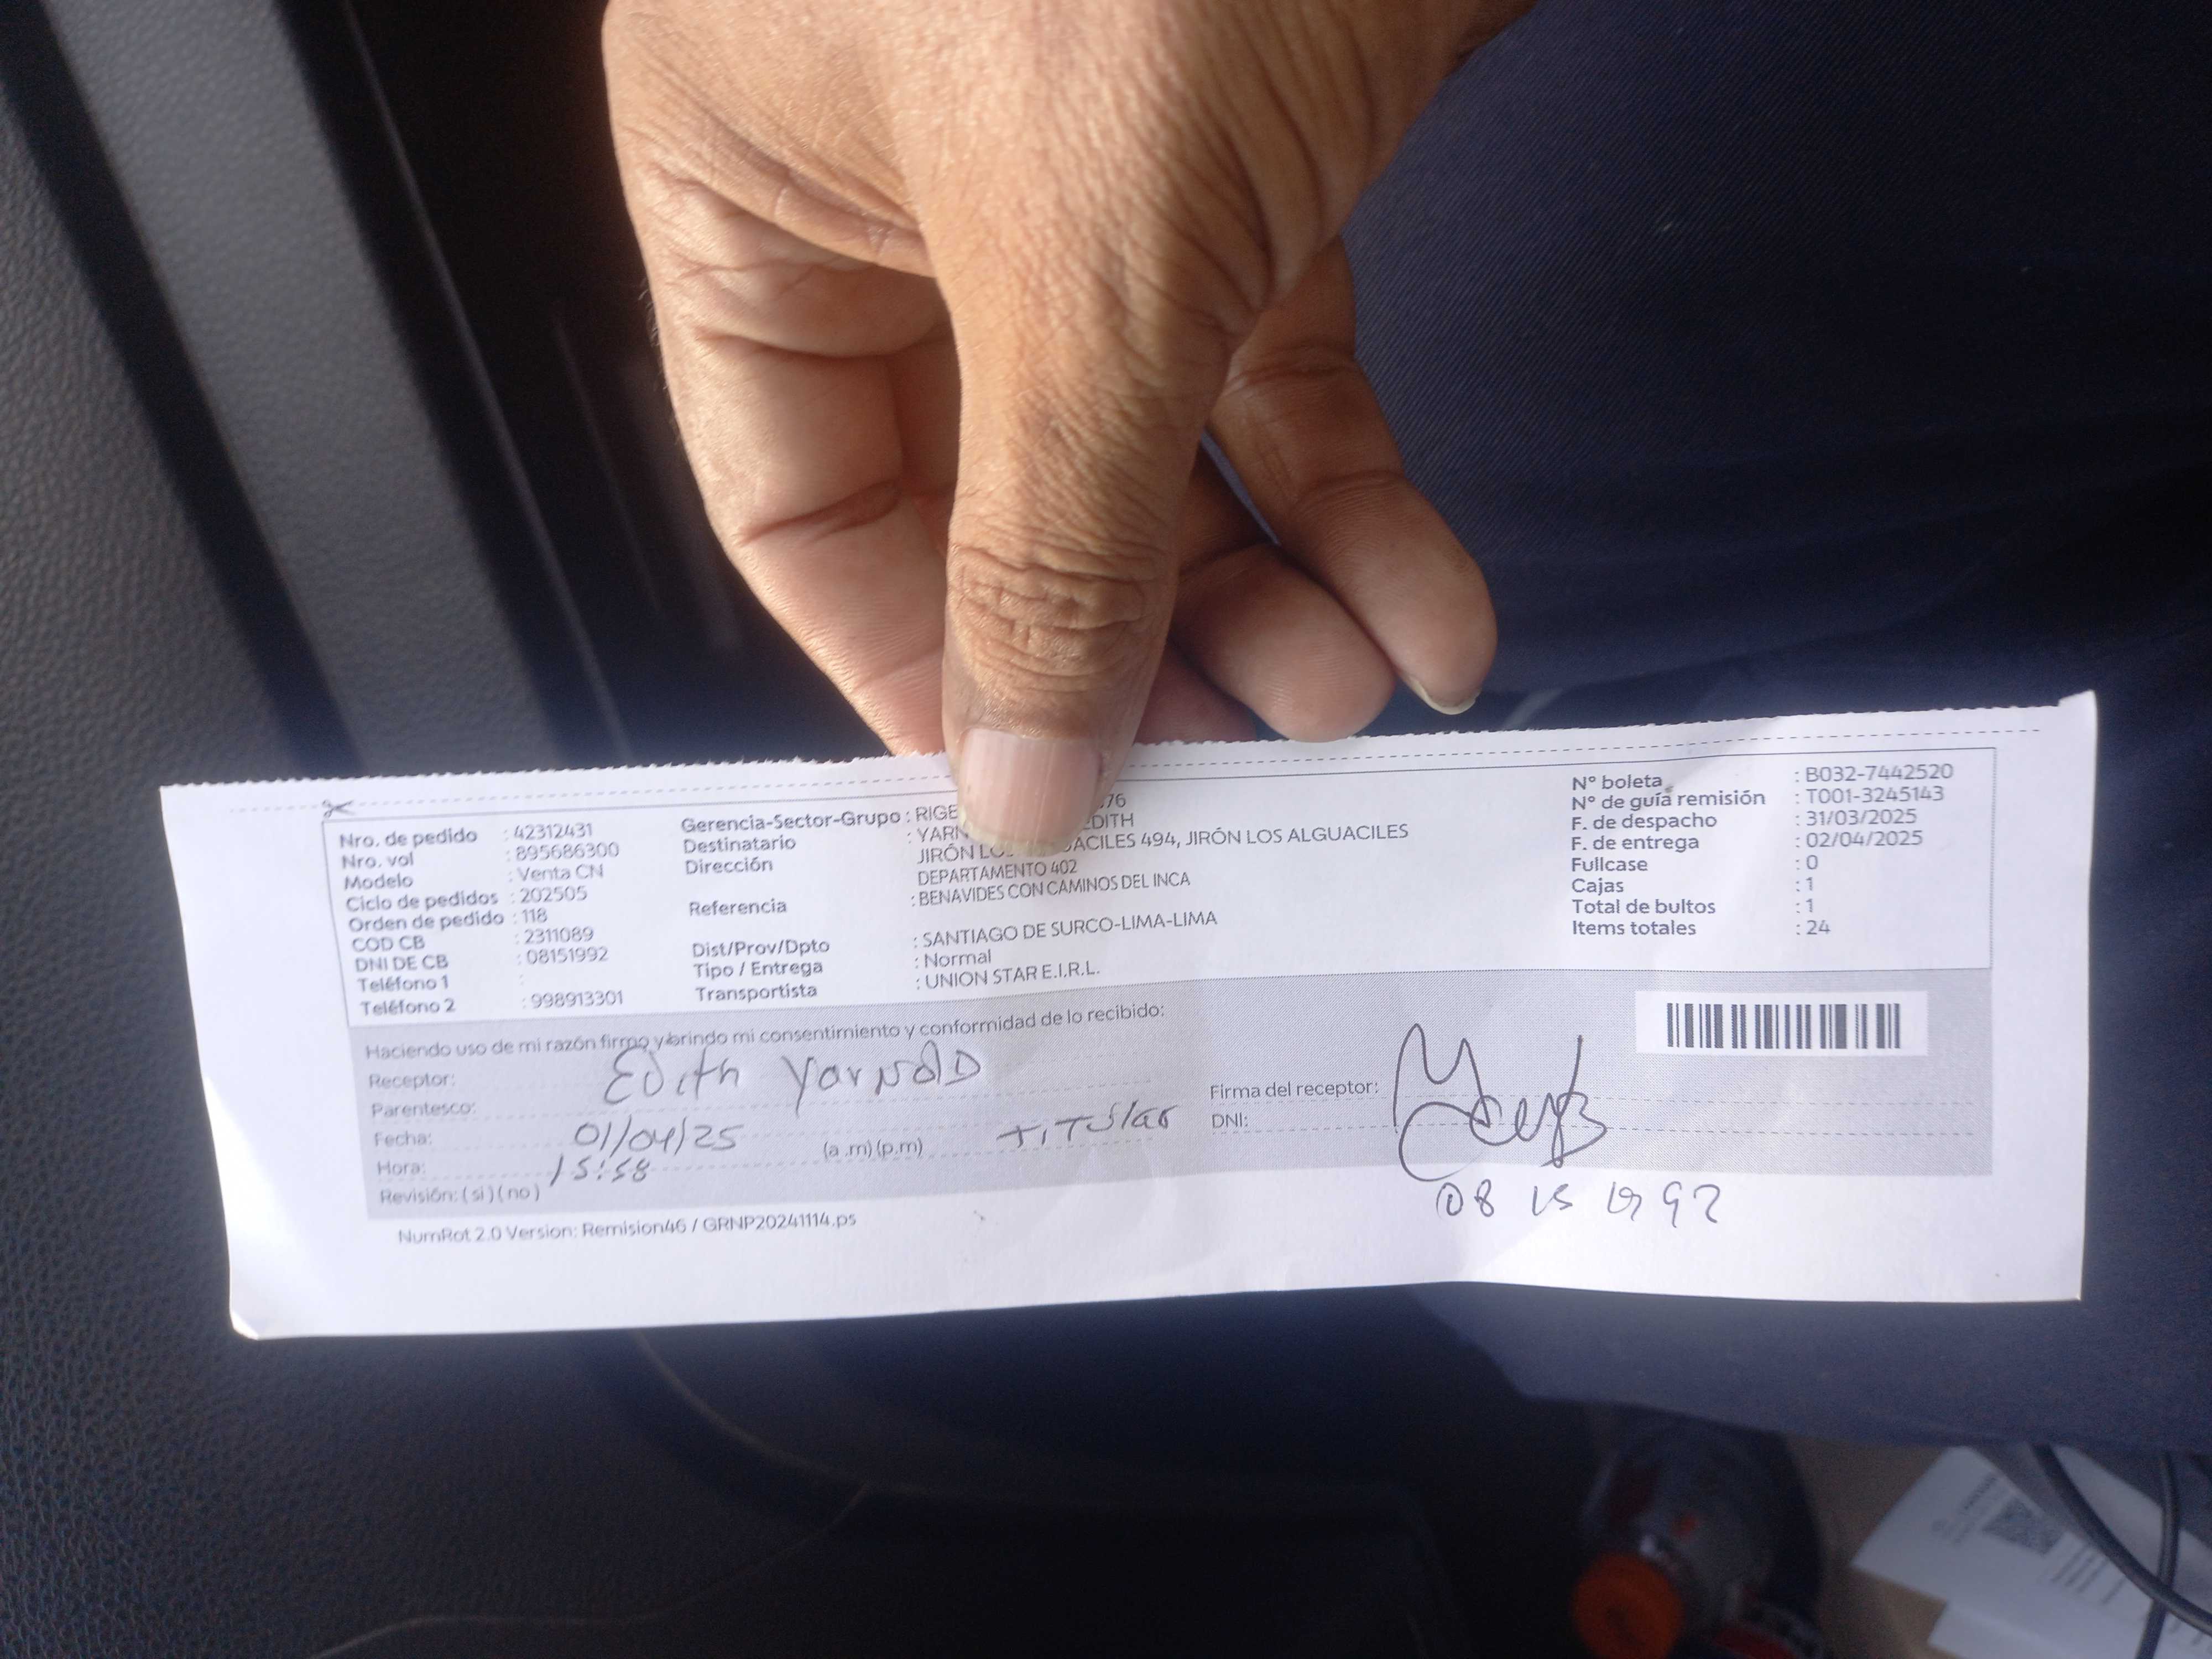 Nro. de pedido : 42312431
Nro. vol : 895686300
Modelo : Venta CN
Ciclo de pedidos : 202505
Orden de pedido : 118
COD CB : 2311089
DNI DE CB : 08151992
Teléfono 1 :
Teléfono 2 : 998913301
Gerencia-Sector-Grupo :
Destinatario :
Dirección JIRÓN 494, JIRÓN LOS ALGUACILES
DEPARTAMENTO 402
Referencia : BENAVIDES CON CAMINOS DEL INCA
Dist/Prov/Dpto : SANTIAGO DE SURCO-LIMA-LIMA
Tipo / Entrega : Normal
Transportista : UNION STAR E.I.R.L.
N° boleta : B032-7442520
N° de guía remisión : T001-3245143
F. de despacho : 31/03/2025
F. de entrega : 02/04/2025
Fullcase : 0
Cajas : 1
Total de bultos : 1
Items totales : 24
Haciendo uso de mi razón firmo y brindo mi consentimiento y conformidad de lo recibido:
Receptor: Edith Yarnold
Parentesco: TITular
Fecha: 01/04/25
Hora: 15:58 (a .m) (p.m)
Revisión: ( si ) ( no )
Firma del receptor:
DNI: 08151992
NumRot 2.0 Version: Remision46 / GRNP20241114.ps